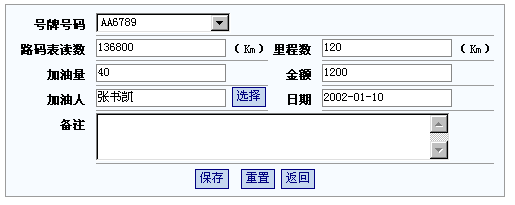 号牌号码 AA6789
路码表读数 136800 （Km） 里程数 120 （Km）
加油量 40 金额 1200
加油人 张书凯 选择 日期 2002-01-10
备注
保存 重置 返回